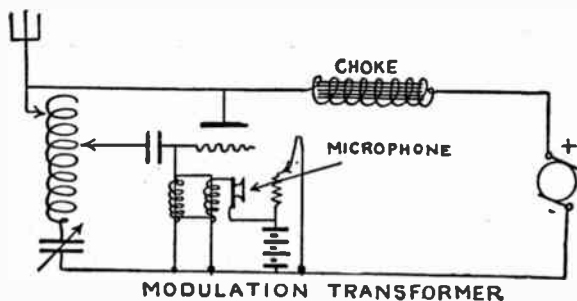 CHOKE
MICROPHONE
+
-
MODULATION TRANSFORMER